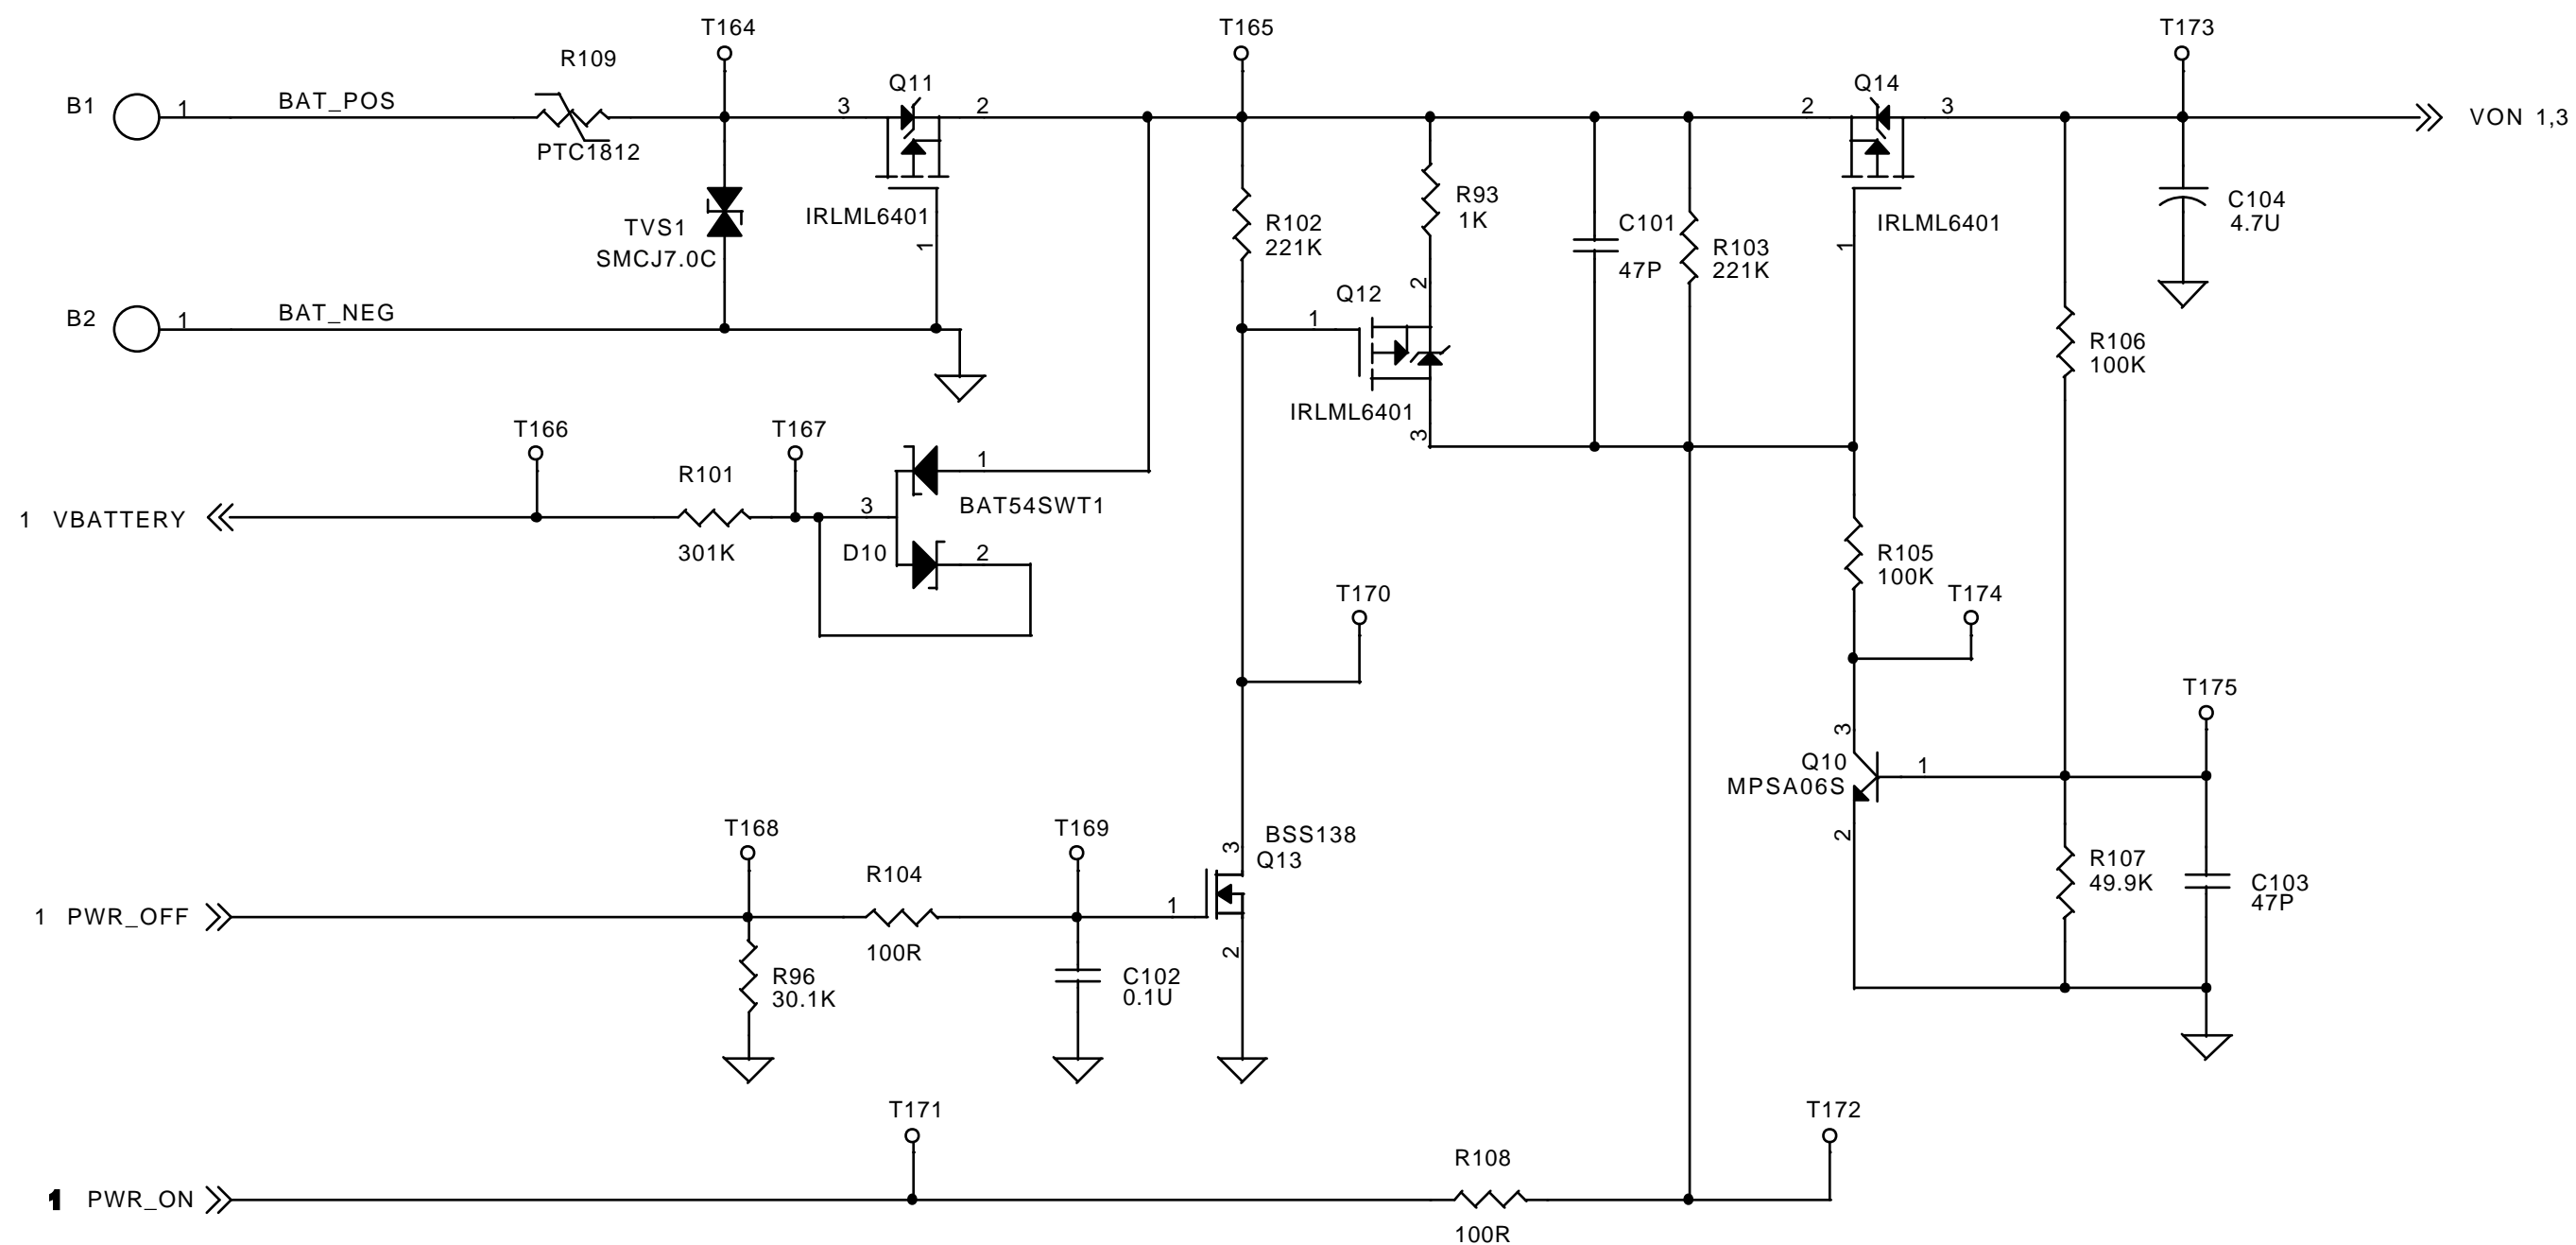 T164
T165
T173
R109
Q11
Q14
B1
1
BAT_POS
3
2
2
3
VON 1,3
PTC1812
R93
1K
C104
4.7U
IRLML6401
R102
221K
C101
47P
R103
221K
IRLML6401
TVS1
SMCJ7.0C
1
1
Q12
2
B2
1
BAT_NEG
1
R106
100K
IRLML6401
3
T166
T167
R101
1
BAT54SWT1
3
1 VBATTERY
301K
D10
2
R105
100K
T170
T174
T175
3
Q10
MPSA06S
1
2
T168
T169
BSS138
Q13
3
R104
R107
49.9K
C103
47P
1 PWR_OFF
1
100R
2
R96
30.1K
C102
0.1U
T171
T172
R108
1 PWR_ON
100R